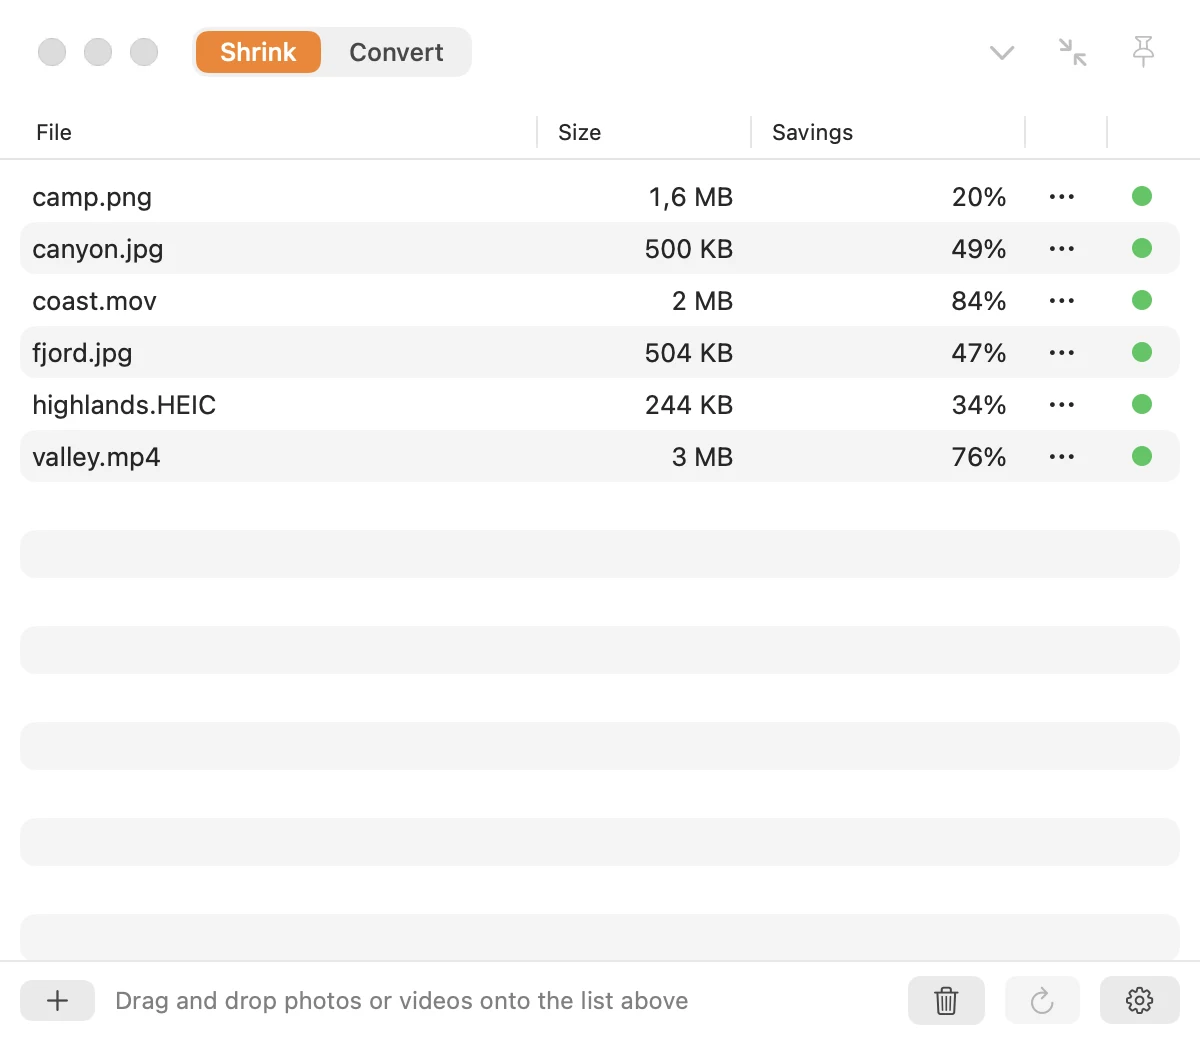 Shrink Convert
File Size Savings
camp.png 1,6 MB 20% ...
canyon.jpg 500 KB 49% ...
coast.mov 2 MB 84% ...
fjord.jpg 504 KB 47% ...
highlands.HEIC 244 KB 34% ...
valley.mp4 3 MB 76% ...
Drag and drop photos or videos onto the list above